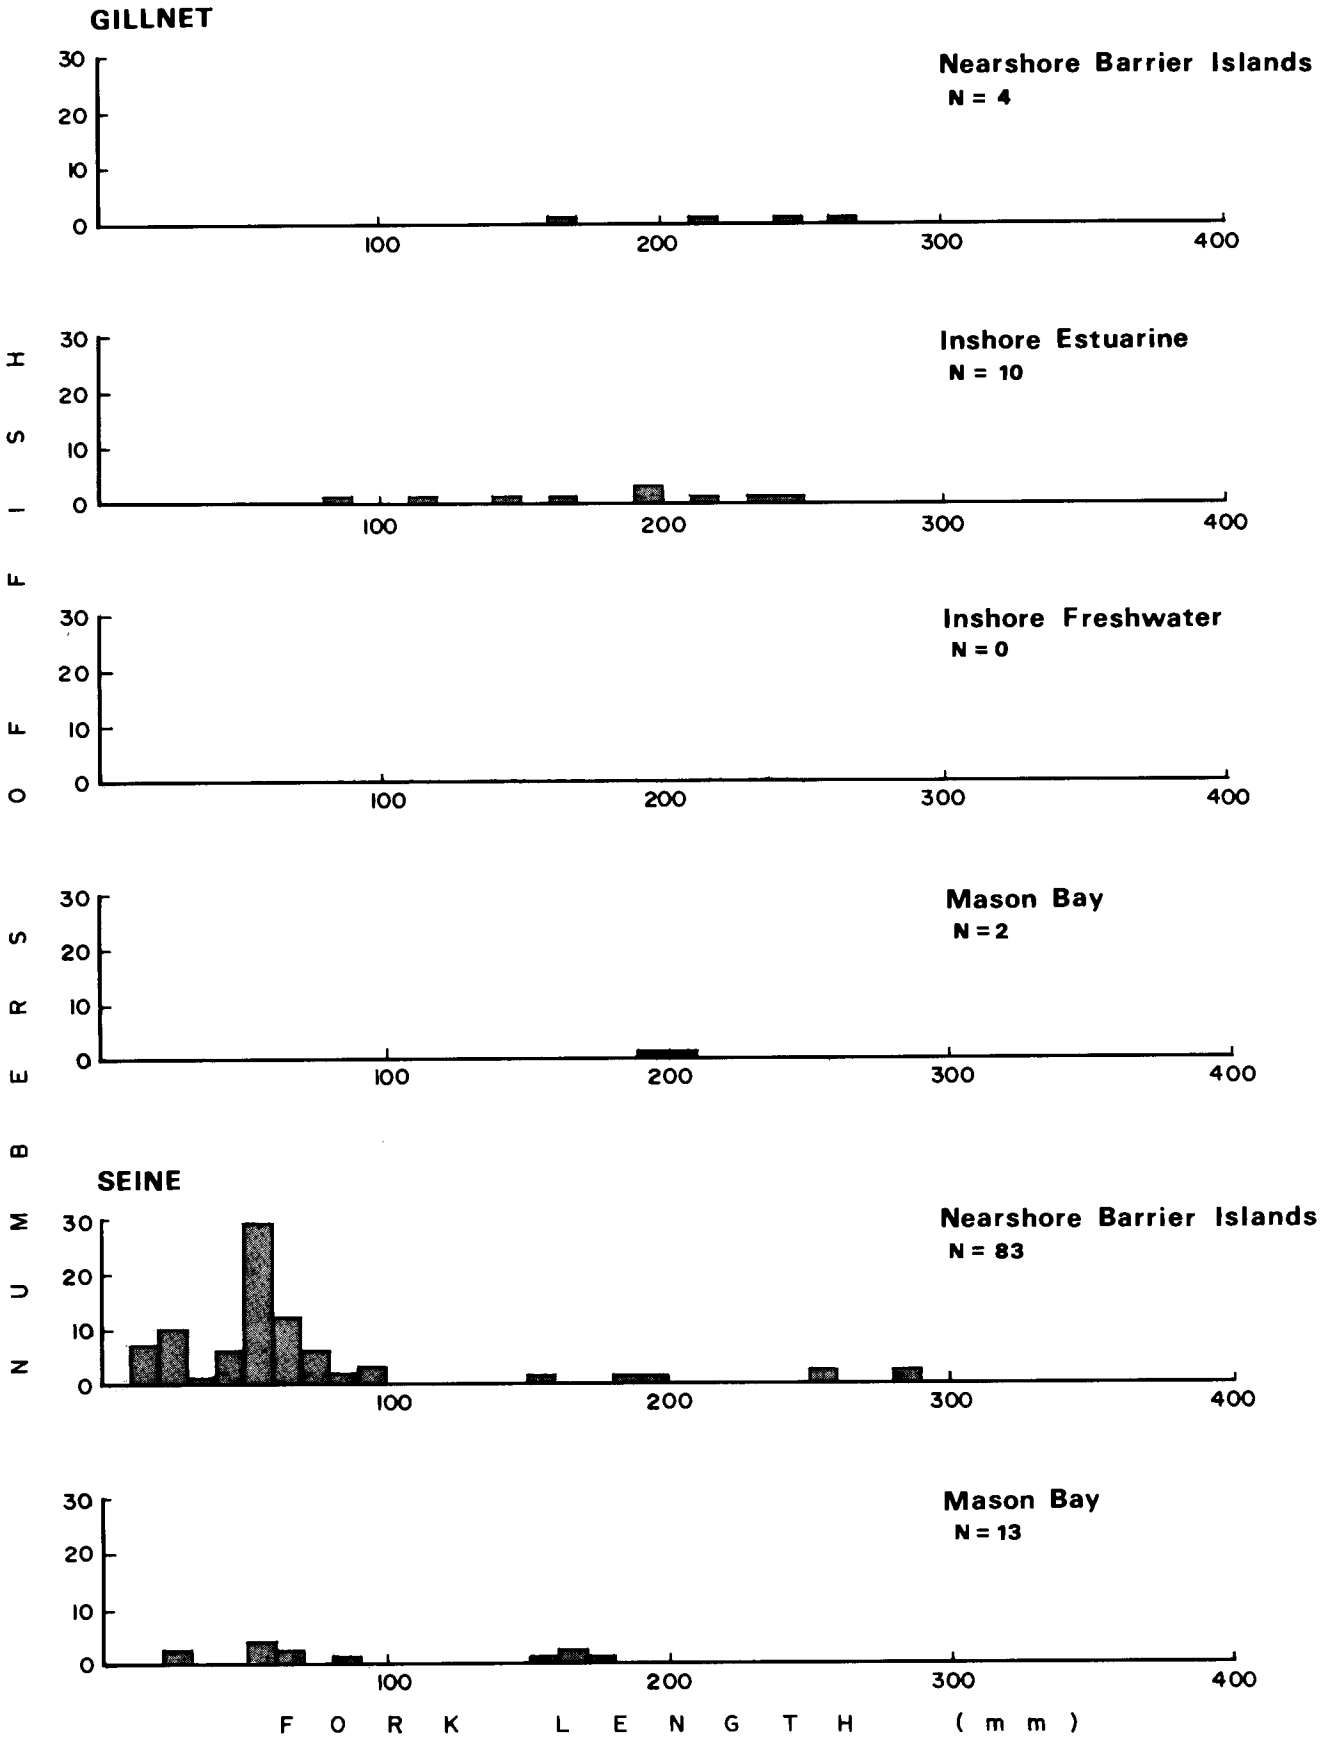 GILLNET
Nearshore Barrier Islands
N = 4
30
20
10
0
100 200 300 400
Inshore Estuarine
N = 10
30
20
10
0
100 200 300 400
Inshore Freshwater
N = 0
30
20
10
0
100 200 300 400
Mason Bay
N = 2
30
20
10
0
100 200 300 400
SEINE
Nearshore Barrier Islands
N = 83
30
20
10
0
100 200 300 400
Mason Bay
N = 13
30
20
10
0
100 200 300 400
FORK LENGTH (mm)
NUMBERS OF FISH